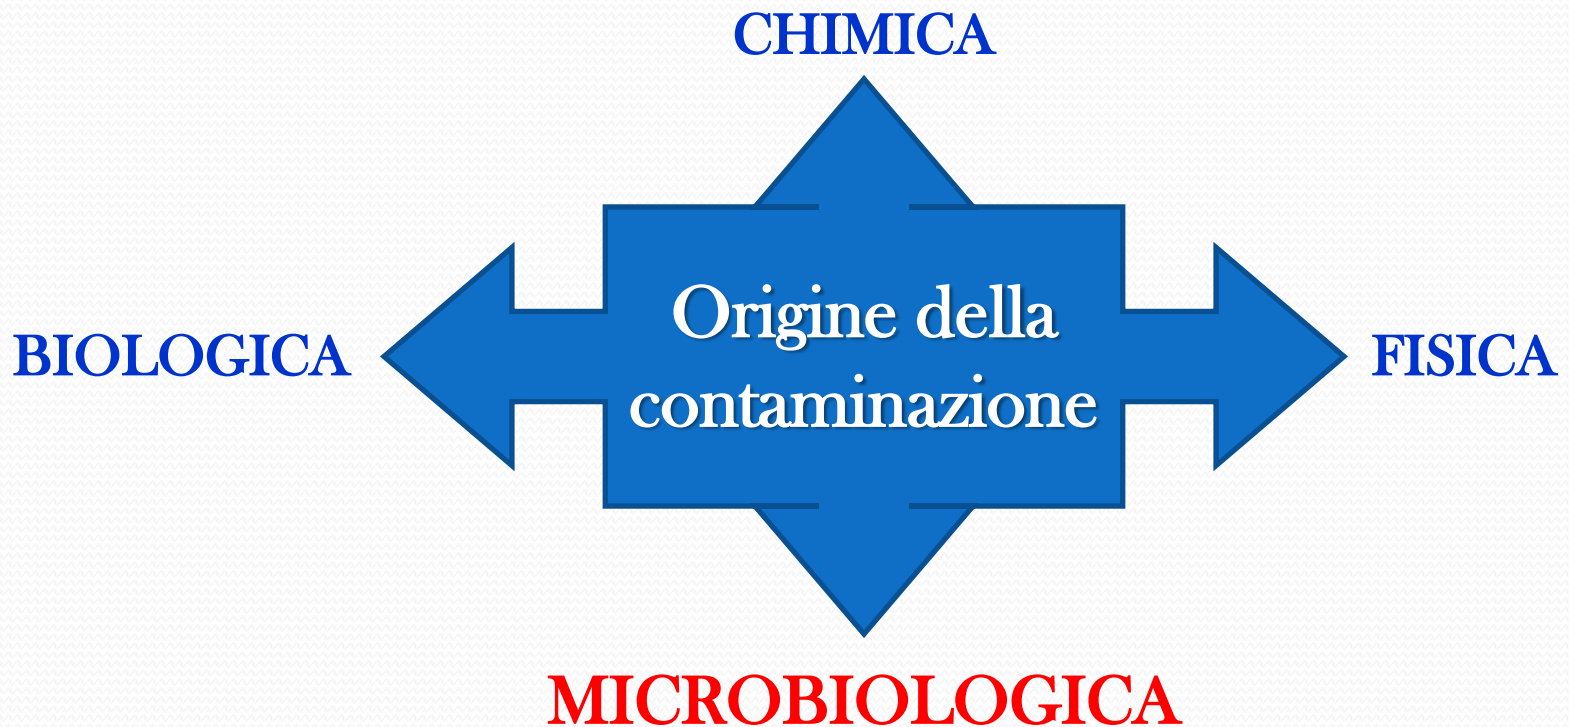 CHIMICA
Origine della
contaminazione
BIOLOGICA
FISICA
MICROBIOLOGICA